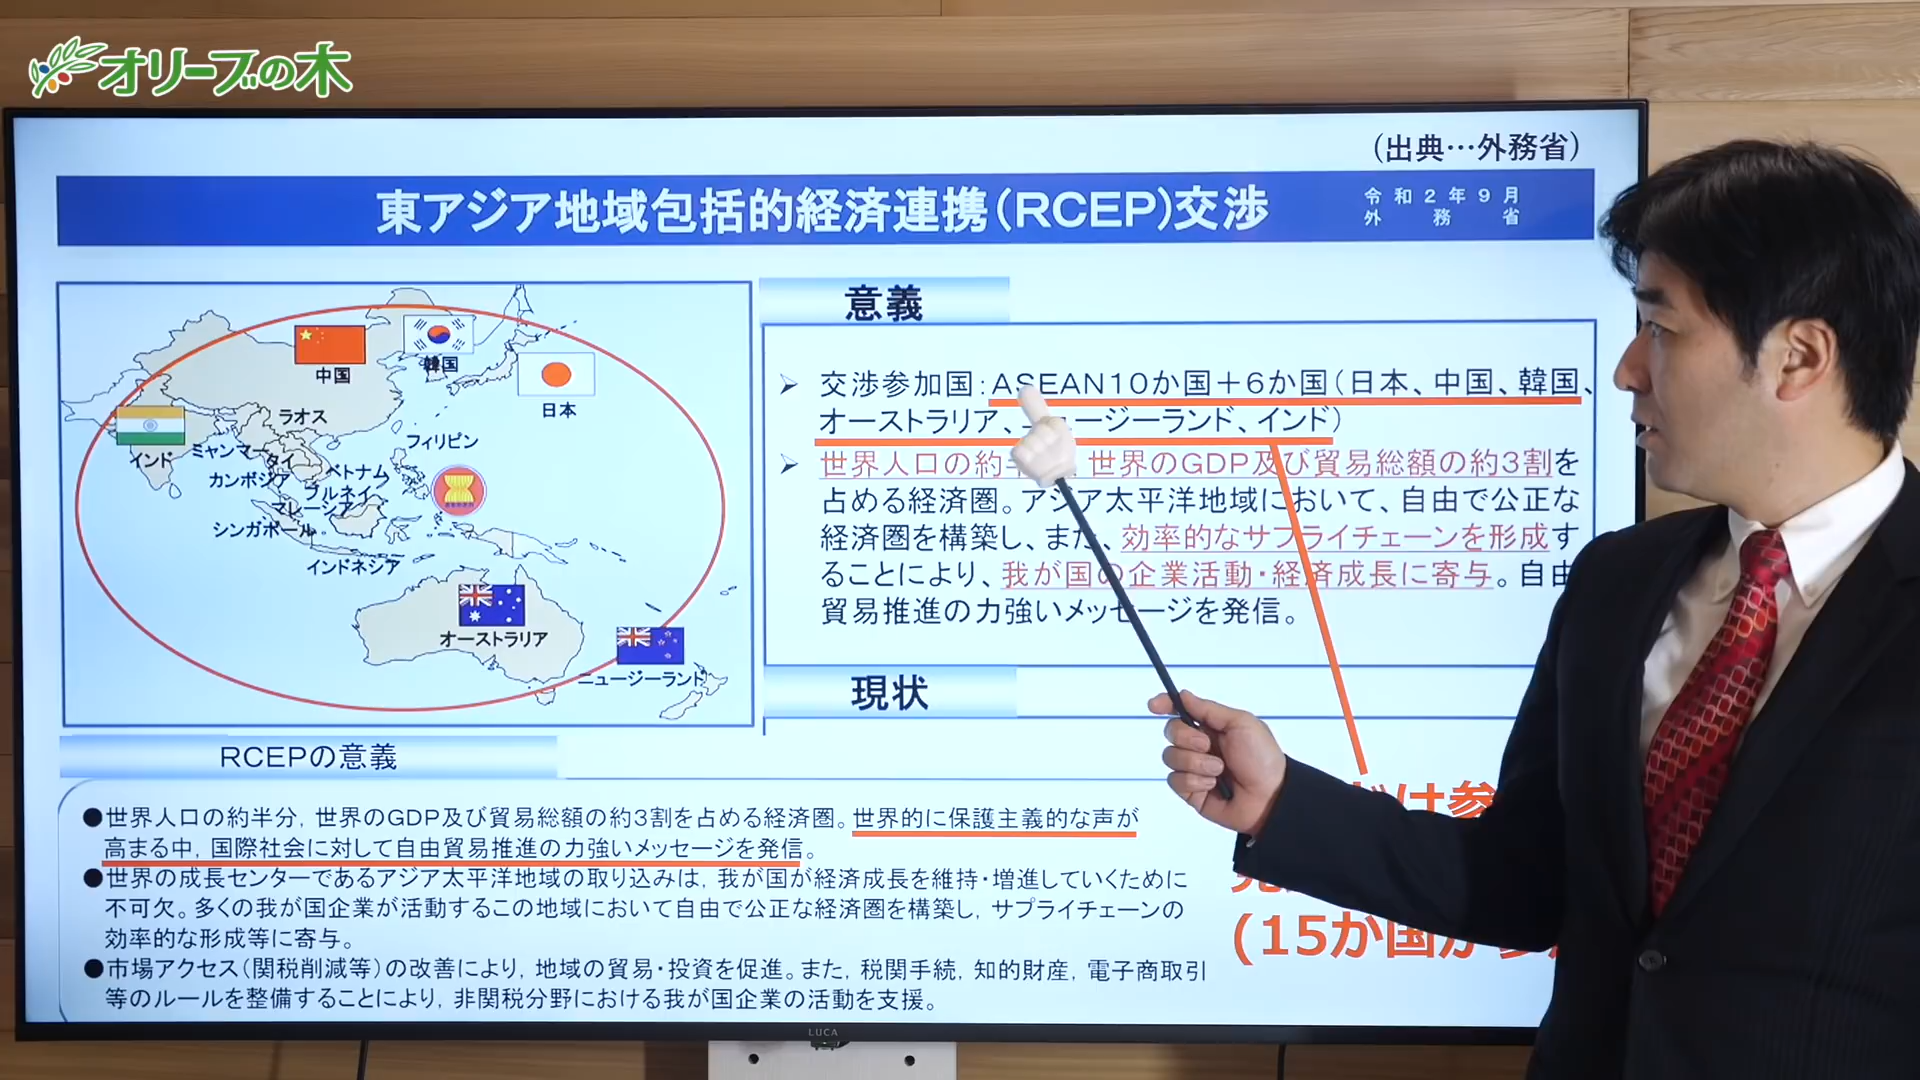 オリーブの木
(出典…外務省)
東アジア地域包括的経済連携(RCEP)交渉
令和2年9月
外務省
中国
韓国
日本
インド
ラオス
ミャンマー
タイ
フィリピン
カンボジア
ベトナム
ブルネイ
マレーシア
シンガポール
インドネシア
オーストラリア
ニュージーランド
意義
➢ 交渉参加国:ASEAN10か国+6か国(日本、中国、韓国、
オーストラリア、ニュージーランド、インド)
➢ 世界人口の約半 世界のGDP及び貿易総額の約3割を
占める経済圏。アジア太平洋地域において、自由で公正な
経済圏を構築し、また、効率的なサプライチェーンを形成す
ることにより、我が国の企業活動・経済成長に寄与。自由
貿易推進の力強いメッセージを発信。
現状
は参
(15か国が
RCEPの意義
●世界人口の約半分,世界のGDP及び貿易総額の約3割を占める経済圏。世界的に保護主義的な声が
高まる中,国際社会に対して自由貿易推進の力強いメッセージを発信。
●世界の成長センターであるアジア太平洋地域の取り込みは,我が国が経済成長を維持・増進していくために
不可欠。多くの我が国企業が活動するこの地域において自由で公正な経済圏を構築し,サプライチェーンの
効率的な形成等に寄与。
●市場アクセス(関税削減等)の改善により,地域の貿易・投資を促進。また,税関手続,知的財産,電子商取引
等のルールを整備することにより,非関税分野における我が国企業の活動を支援。
LUCA